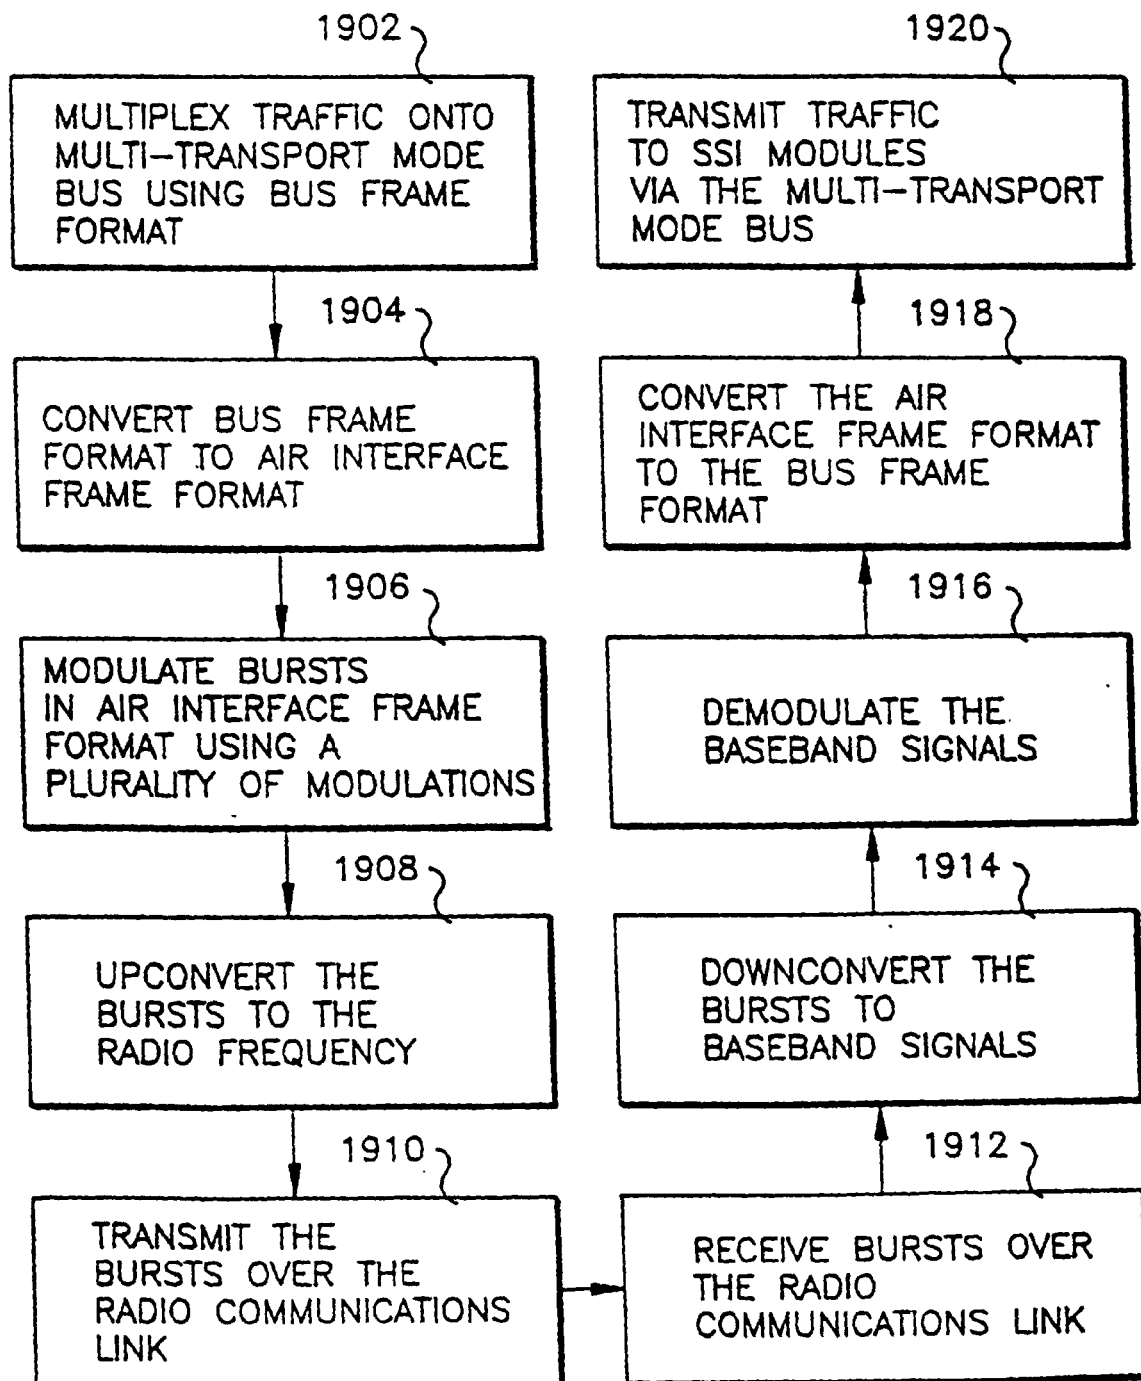 1902
MULTIPLEX TRAFFIC ONTO
MULTI-TRANSPORT MODE
BUS USING BUS FRAME
FORMAT
1904
CONVERT BUS FRAME
FORMAT TO AIR INTERFACE
FRAME FORMAT
1906
MODULATE BURSTS
IN AIR INTERFACE FRAME
FORMAT USING A
PLURALITY OF MODULATIONS
1908
UPCONVERT THE
BURSTS TO THE
RADIO FREQUENCY
1910
TRANSMIT THE
BURSTS OVER THE
RADIO COMMUNICATIONS
LINK
1912
RECEIVE BURSTS OVER
THE RADIO
COMMUNICATIONS LINK
1914
DOWNCONVERT THE
BURSTS TO
BASEBAND SIGNALS
1916
DEMODULATE THE
BASEBAND SIGNALS
1918
CONVERT THE AIR
INTERFACE FRAME FORMAT
TO THE BUS FRAME
FORMAT
1920
TRANSMIT TRAFFIC
TO SSI MODULES
VIA THE MULTI-TRANSPORT
MODE BUS